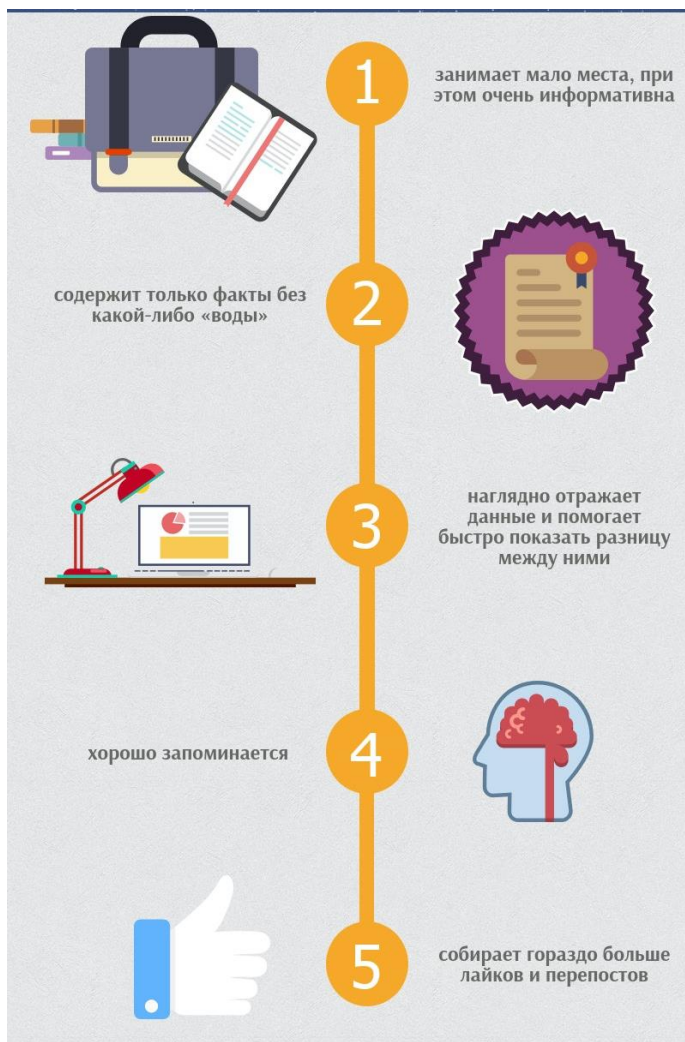 1
занимает мало места, при
этом очень информативна
2
содержит только факты без
какой-либо «воды»
3
наглядно отражает
данные и помогает
быстро показать разницу
между ними
4
хорошо запоминается
5
собирает гораздо больше
лайков и перепостов